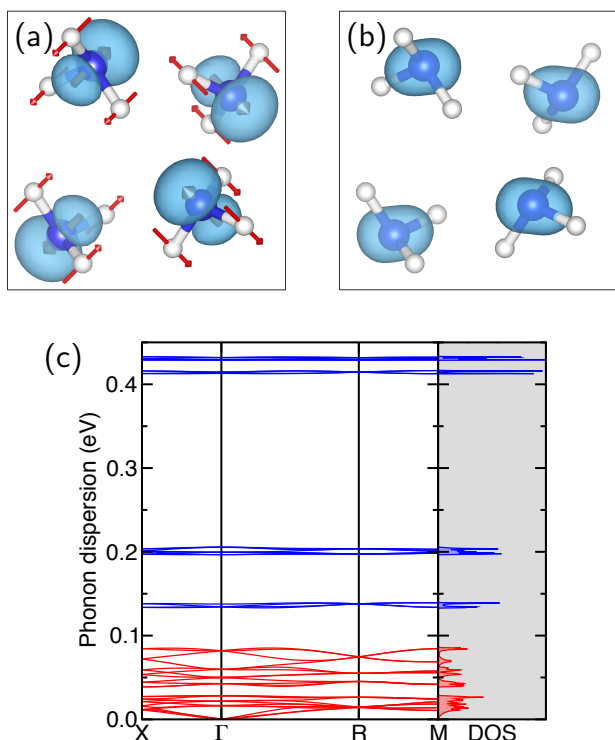 (a)
(b)
(c)
Phonon dispersion (eV)
0.4
0.3
0.2
0.1
0.0
X Γ R M DOS